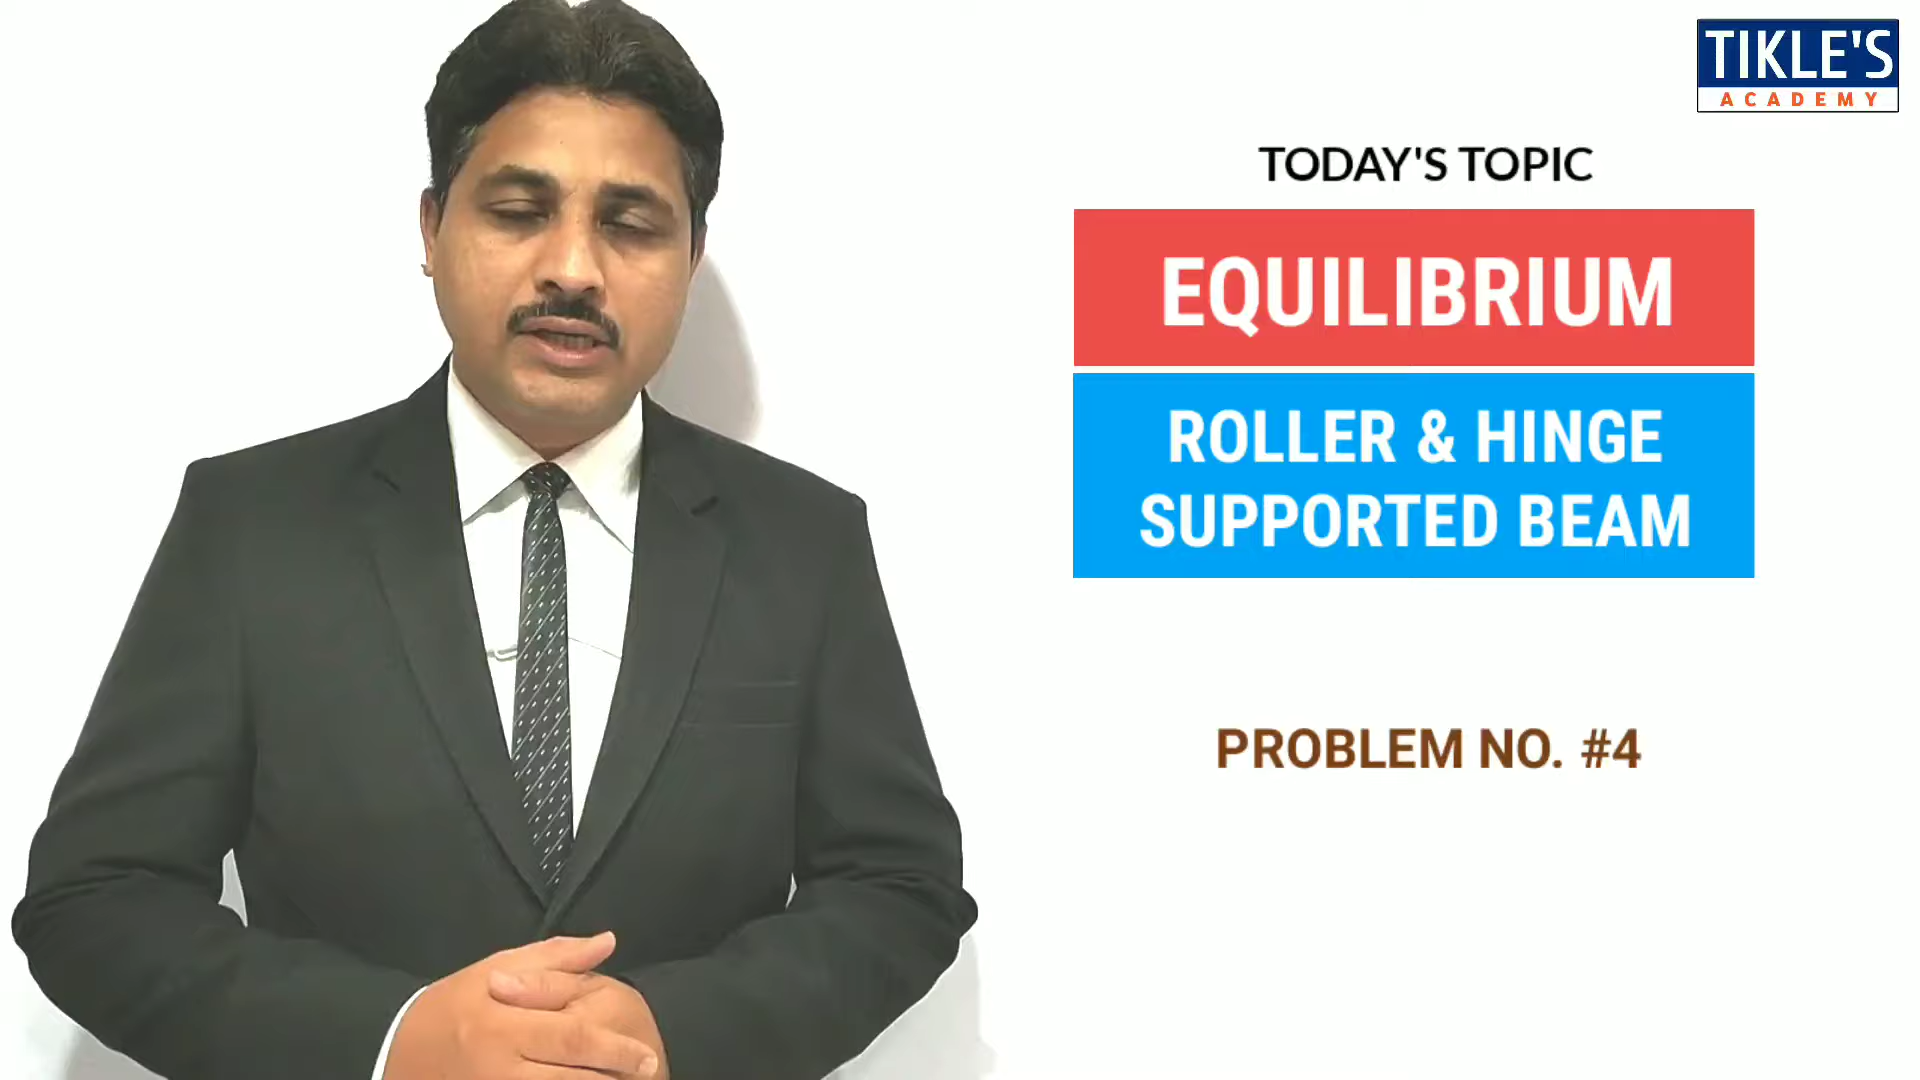 TIKLE'S
ACADEMY
TODAY'S TOPIC
EQUILIBRIUM
ROLLER & HINGE
SUPPORTED BEAM
PROBLEM NO. #4